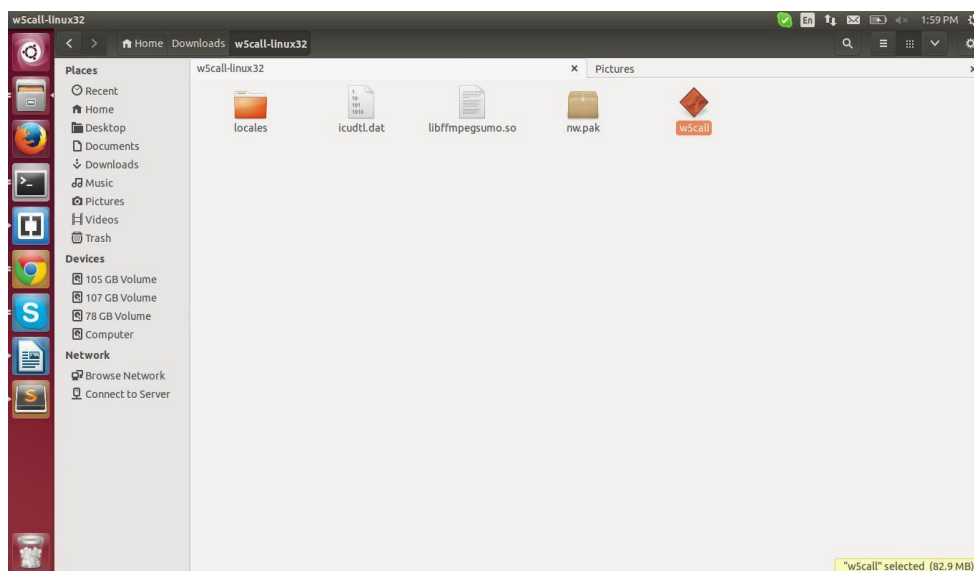 w5call-linux32
En
1:59 PM
Home Downloads w5call-linux32
Places
Recent
Home
Desktop
Documents
Downloads
Music
Pictures
Videos
Trash
Devices
105 GB Volume
107 GB Volume
78 GB Volume
Computer
Network
Browse Network
Connect to Server
w5call-linux32
Pictures
locales
icudtl.dat
libffmpegsumo.so
nw.pak
w5call
"w5call" selected (82.9 MB)